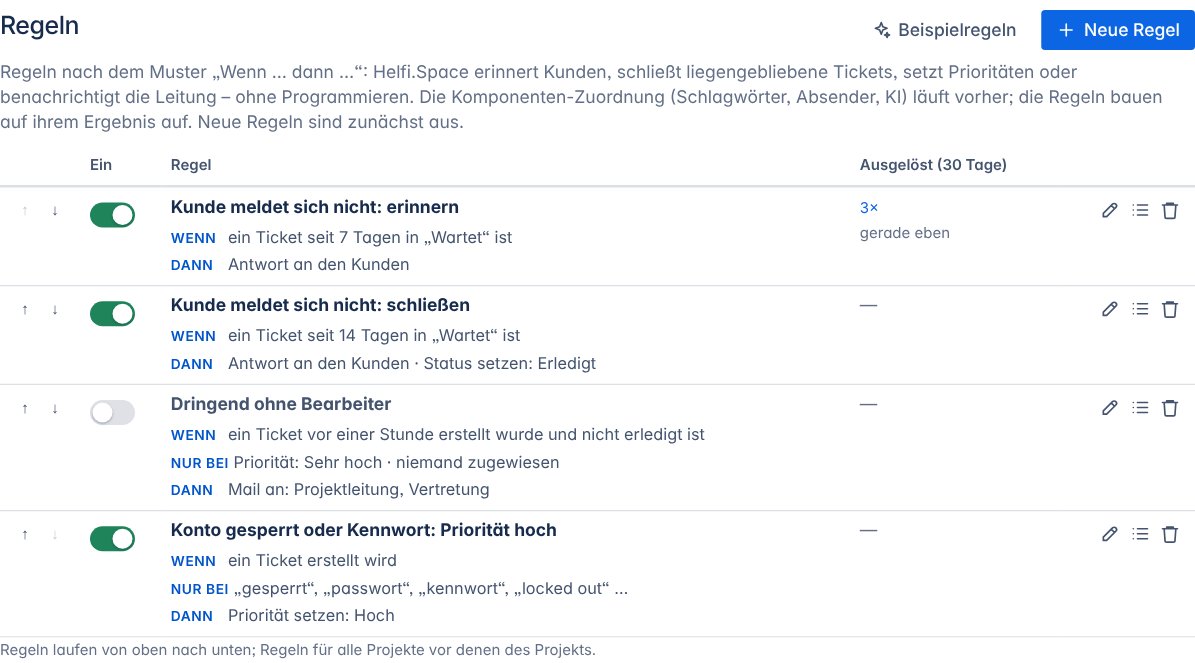 Regeln
Beispielregeln
+ Neue Regel
Regeln nach dem Muster „Wenn ... dann ...“: Helfi.Space erinnert Kunden, schließt liegengebliebene Tickets, setzt Prioritäten oder
benachrichtigt die Leitung – ohne Programmieren. Die Komponenten-Zuordnung (Schlagwörter, Absender, KI) läuft vorher; die Regeln bauen
auf ihrem Ergebnis auf. Neue Regeln sind zunächst aus.
Ein Regel Ausgelöst (30 Tage)
↑ ↓ Kunde meldet sich nicht: erinnern 3×
WENN ein Ticket seit 7 Tagen in „Wartet“ ist gerade eben
DANN Antwort an den Kunden
↑ ↓ Kunde meldet sich nicht: schließen —
WENN ein Ticket seit 14 Tagen in „Wartet“ ist
DANN Antwort an den Kunden · Status setzen: Erledigt
↑ ↓ Dringend ohne Bearbeiter —
WENN ein Ticket vor einer Stunde erstellt wurde und nicht erledigt ist
NUR BEI Priorität: Sehr hoch · niemand zugewiesen
DANN Mail an: Projektleitung, Vertretung
↑ ↓ Konto gesperrt oder Kennwort: Priorität hoch —
WENN ein Ticket erstellt wird
NUR BEI „gesperrt“, „passwort“, „kennwort“, „locked out“ ...
DANN Priorität setzen: Hoch
Regeln laufen von oben nach unten; Regeln für alle Projekte vor denen des Projekts.